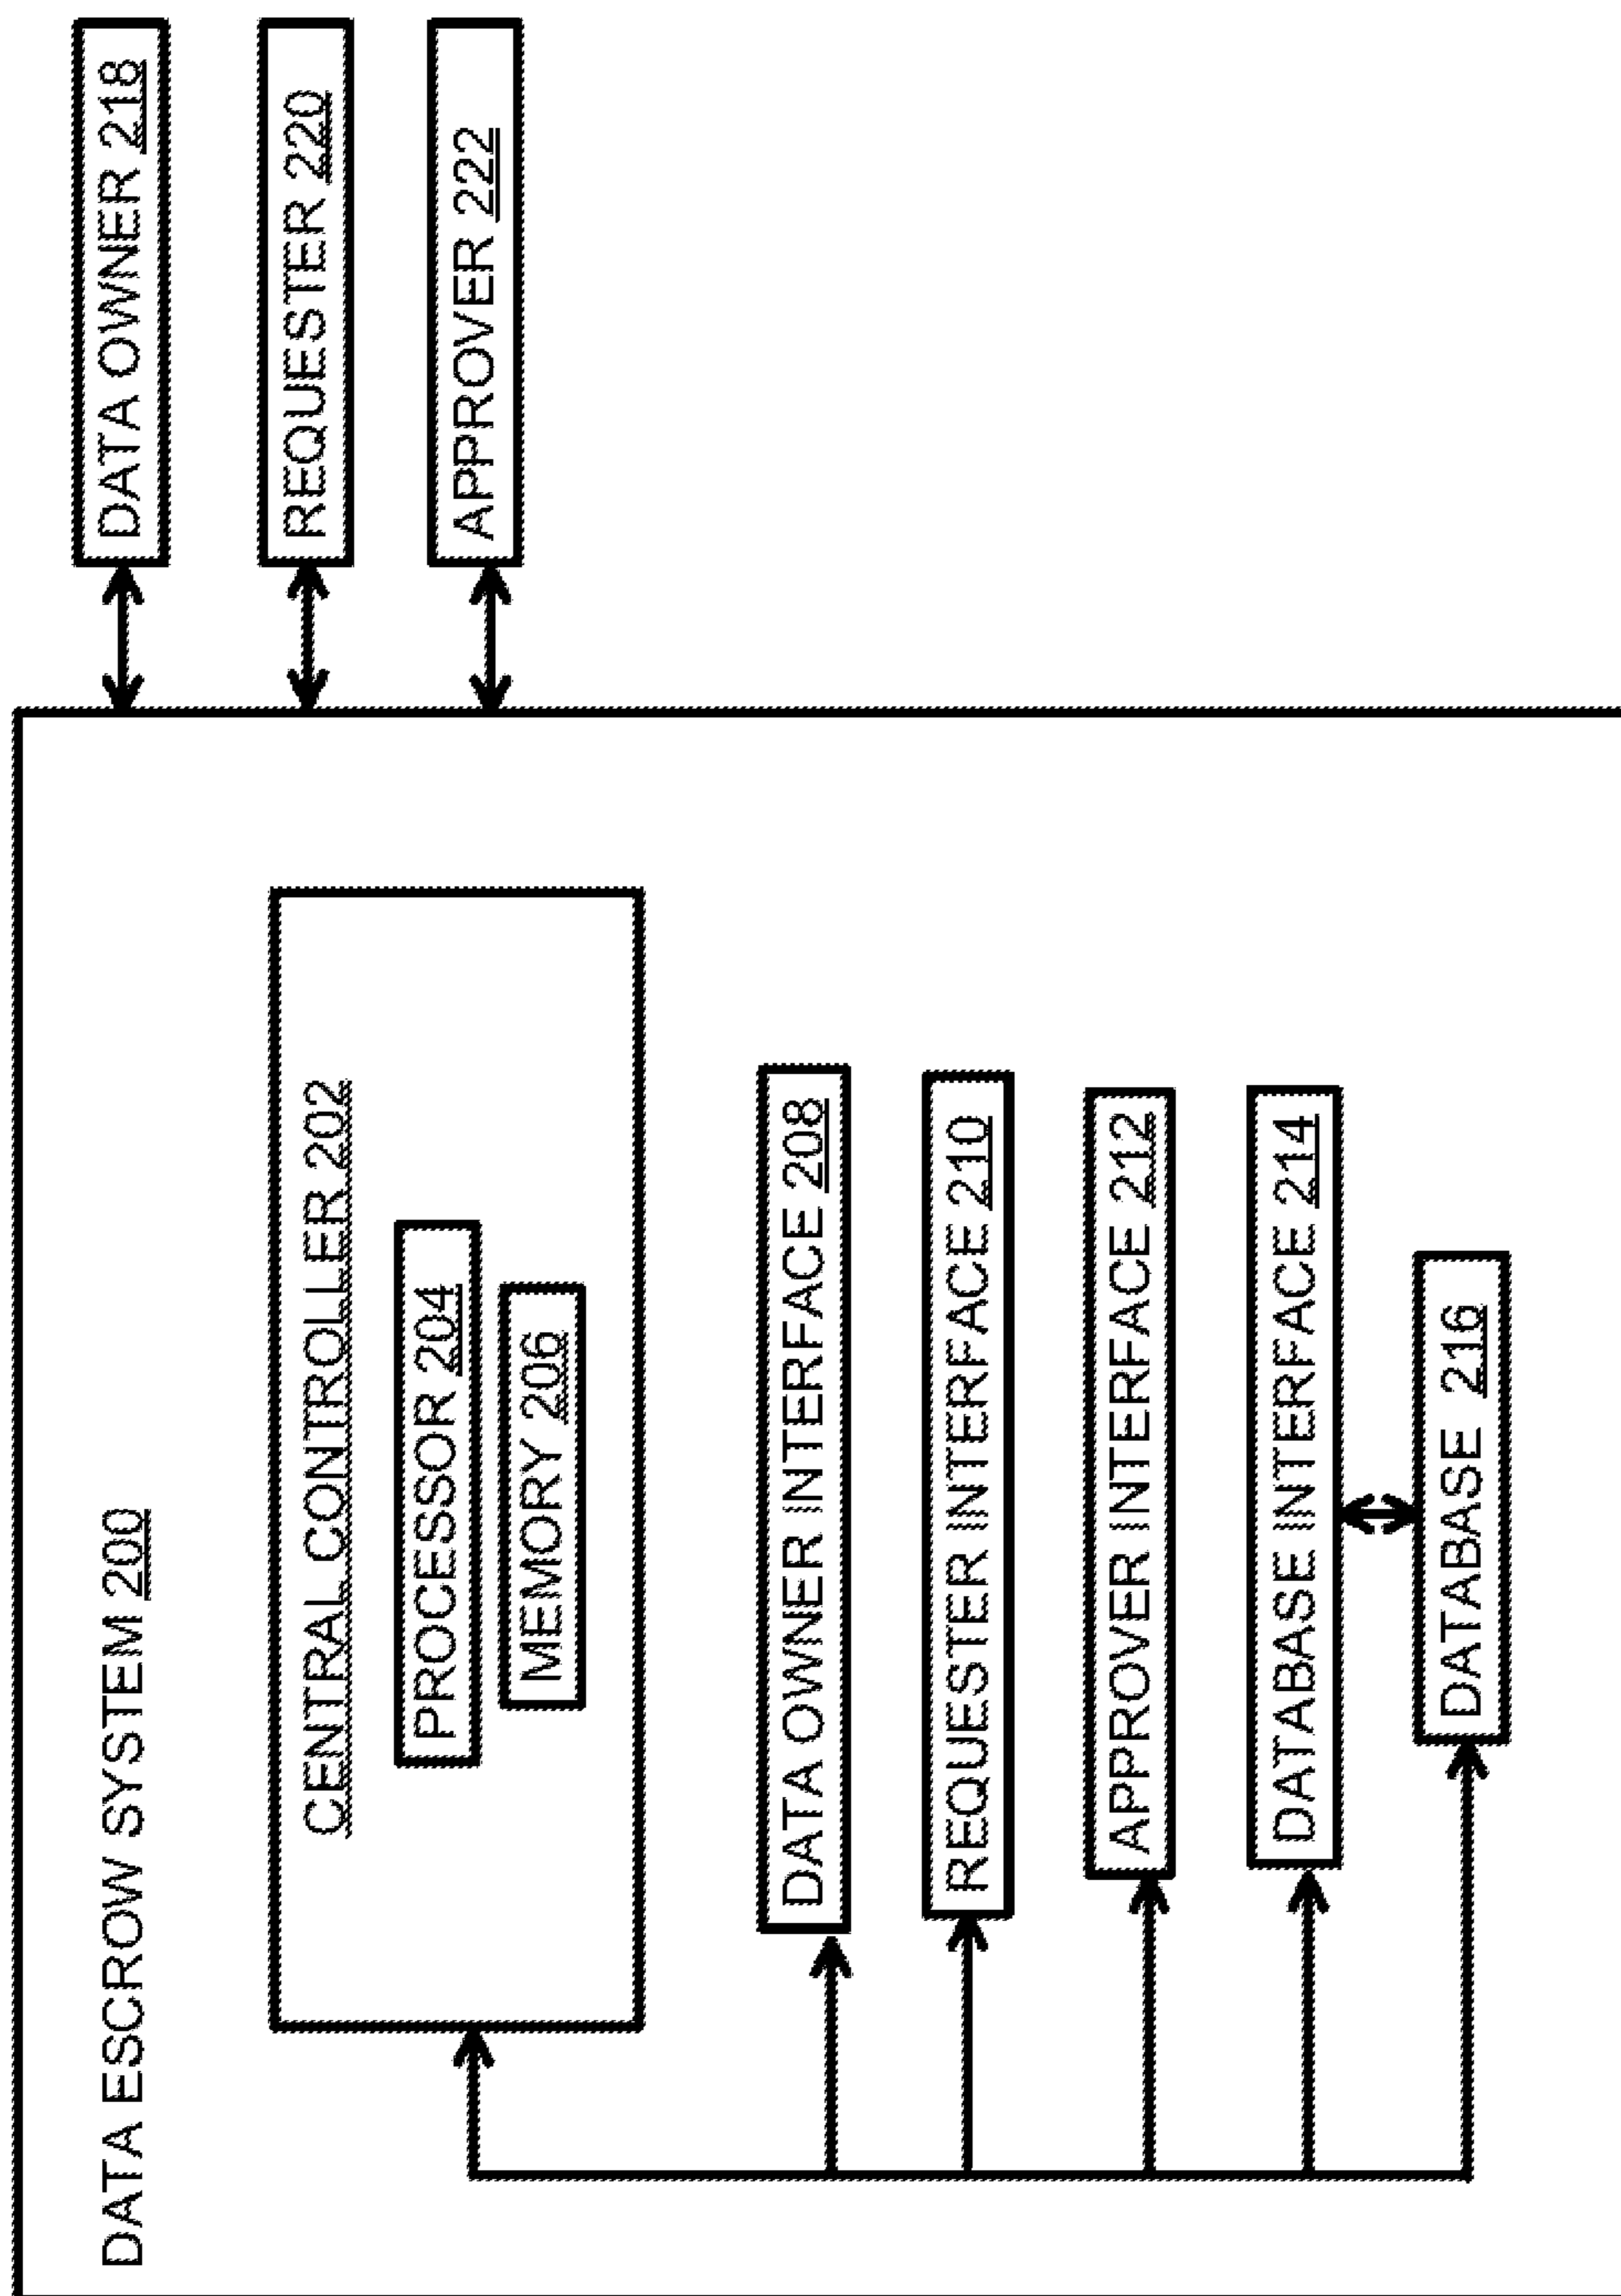 DATA ESCROW SYSTEM 200
CENTRAL CONTROLLER 202
PROCESSOR 204
MEMORY 206
DATA OWNER INTERFACE 208
REQUESTER INTERFACE 210
APPROVER INTERFACE 212
DATABASE INTERFACE 214
DATABASE 216
DATA OWNER 218
REQUESTER 220
APPROVER 222